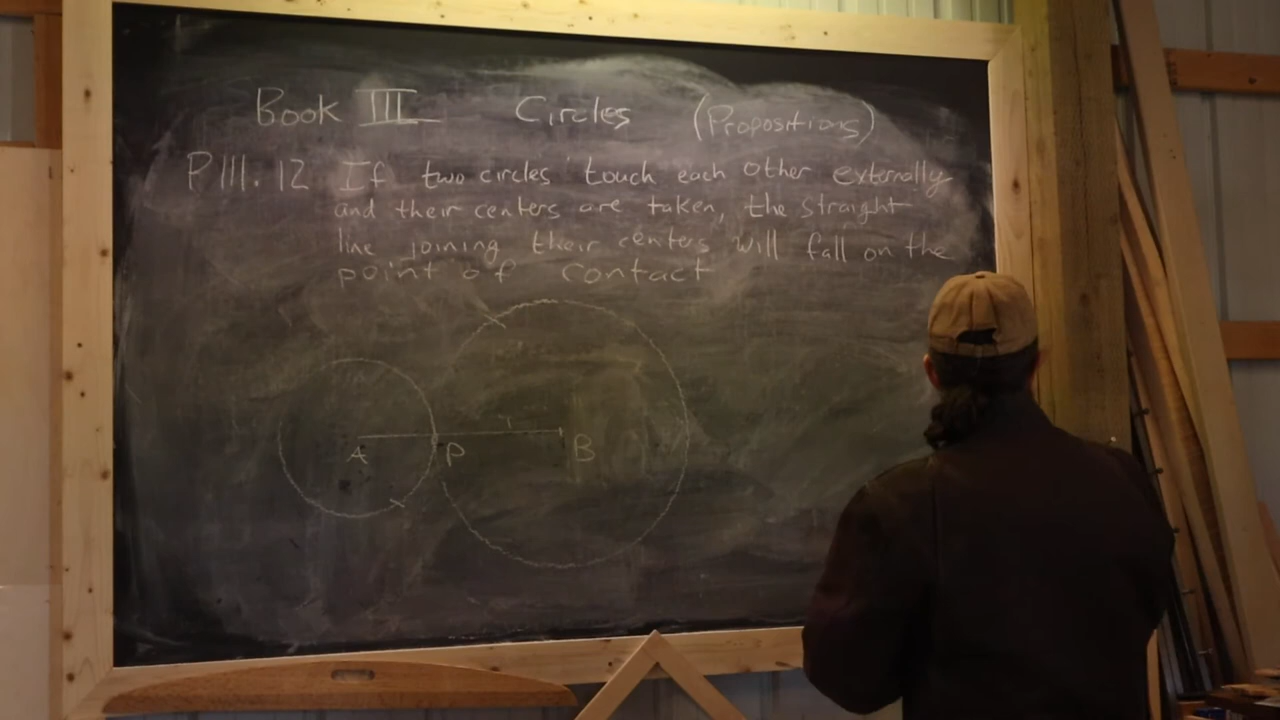 Book III Circles (Propositions)
P III. 12 If two circles touch each other externally
and their centers are taken, the straight
line joining their centers will fall on the
point of contact
A P B